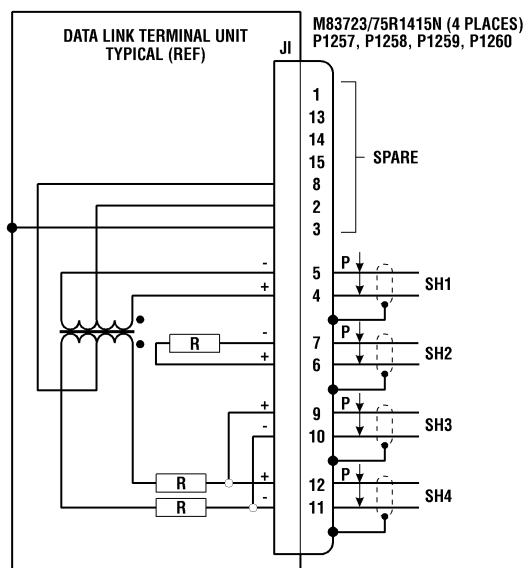 DATA LINK TERMINAL UNIT
TYPICAL (REF)
M83723/75R1415N (4 PLACES)
P1257, P1258, P1259, P1260
JI
1
13
14
15
8
2
3
SPARE
- 5 P
+ 4
SH1
- 7 P
+ 6
R
SH2
+ 9 P
- 10
SH3
R + 12 P
R - 11
SH4